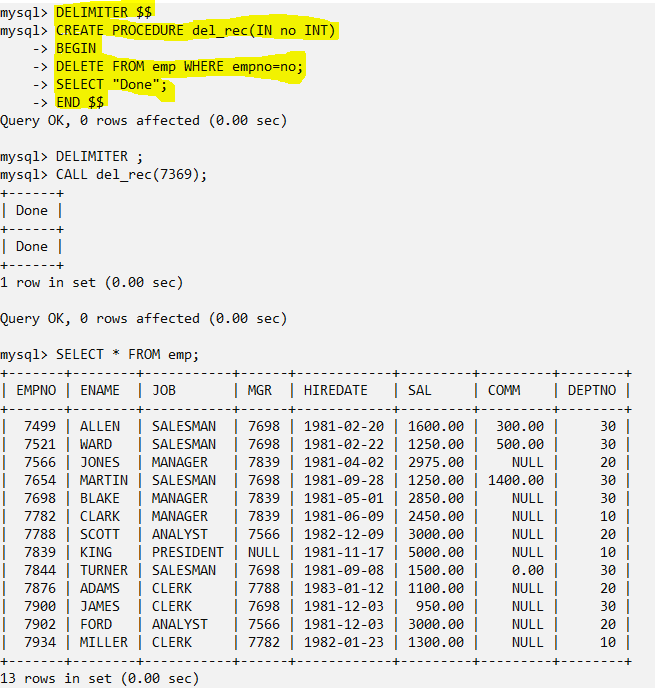 mysql> DELIMITER $$
mysql> CREATE PROCEDURE del_rec(IN no INT)
    -> BEGIN
    -> DELETE FROM emp WHERE empno=no;
    -> SELECT "Done";
    -> END $$
Query OK, 0 rows affected (0.00 sec)
mysql> DELIMITER ;
mysql> CALL del_rec(7369);
+------+
| Done |
+------+
| Done |
+------+
1 row in set (0.00 sec)
Query OK, 0 rows affected (0.00 sec)
mysql> SELECT * FROM emp;
+-------+--------+-----------+------+------------+---------+---------+--------+
| EMPNO | ENAME  | JOB       | MGR  | HIREDATE   | SAL     | COMM    | DEPTNO |
+-------+--------+-----------+------+------------+---------+---------+--------+
|  7499 | ALLEN  | SALESMAN  | 7698 | 1981-02-20 | 1600.00 |  300.00 |     30 |
|  7521 | WARD   | SALESMAN  | 7698 | 1981-02-22 | 1250.00 |  500.00 |     30 |
|  7566 | JONES  | MANAGER   | 7839 | 1981-04-02 | 2975.00 |    NULL |     20 |
|  7654 | MARTIN | SALESMAN  | 7698 | 1981-09-28 | 1250.00 | 1400.00 |     30 |
|  7698 | BLAKE  | MANAGER   | 7839 | 1981-05-01 | 2850.00 |    NULL |     30 |
|  7782 | CLARK  | MANAGER   | 7839 | 1981-06-09 | 2450.00 |    NULL |     10 |
|  7788 | SCOTT  | ANALYST   | 7566 | 1982-12-09 | 3000.00 |    NULL |     20 |
|  7839 | KING   | PRESIDENT | NULL | 1981-11-17 | 5000.00 |    NULL |     10 |
|  7844 | TURNER | SALESMAN  | 7698 | 1981-09-08 | 1500.00 |    0.00 |     30 |
|  7876 | ADAMS  | CLERK     | 7788 | 1983-01-12 | 1100.00 |    NULL |     20 |
|  7900 | JAMES  | CLERK     | 7698 | 1981-12-03 |  950.00 |    NULL |     30 |
|  7902 | FORD   | ANALYST   | 7566 | 1981-12-03 | 3000.00 |    NULL |     20 |
|  7934 | MILLER | CLERK     | 7782 | 1982-01-23 | 1300.00 |    NULL |     10 |
+-------+--------+-----------+------+------------+---------+---------+--------+
13 rows in set (0.00 sec)